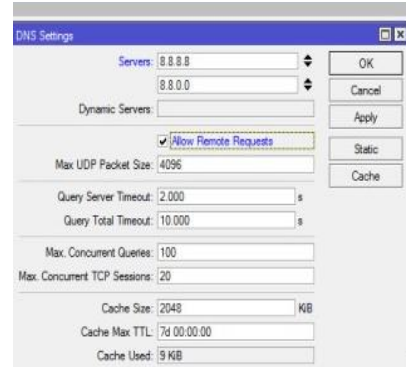 DNS Settings
Servers: 8.8.8.8
8.8.0.0
Dynamic Servers:
Allow Remote Requests
Max UDP Packet Size: 4096
Query Server Timeout: 2.000 s
Query Total Timeout: 10.000 s
Max. Concurrent Queries: 100
Max. Concurrent TCP Sessions: 20
Cache Size: 2048 KiB
Cache Max TTL: 7d 00:00:00
Cache Used: 9 KiB
OK
Cancel
Apply
Static
Cache